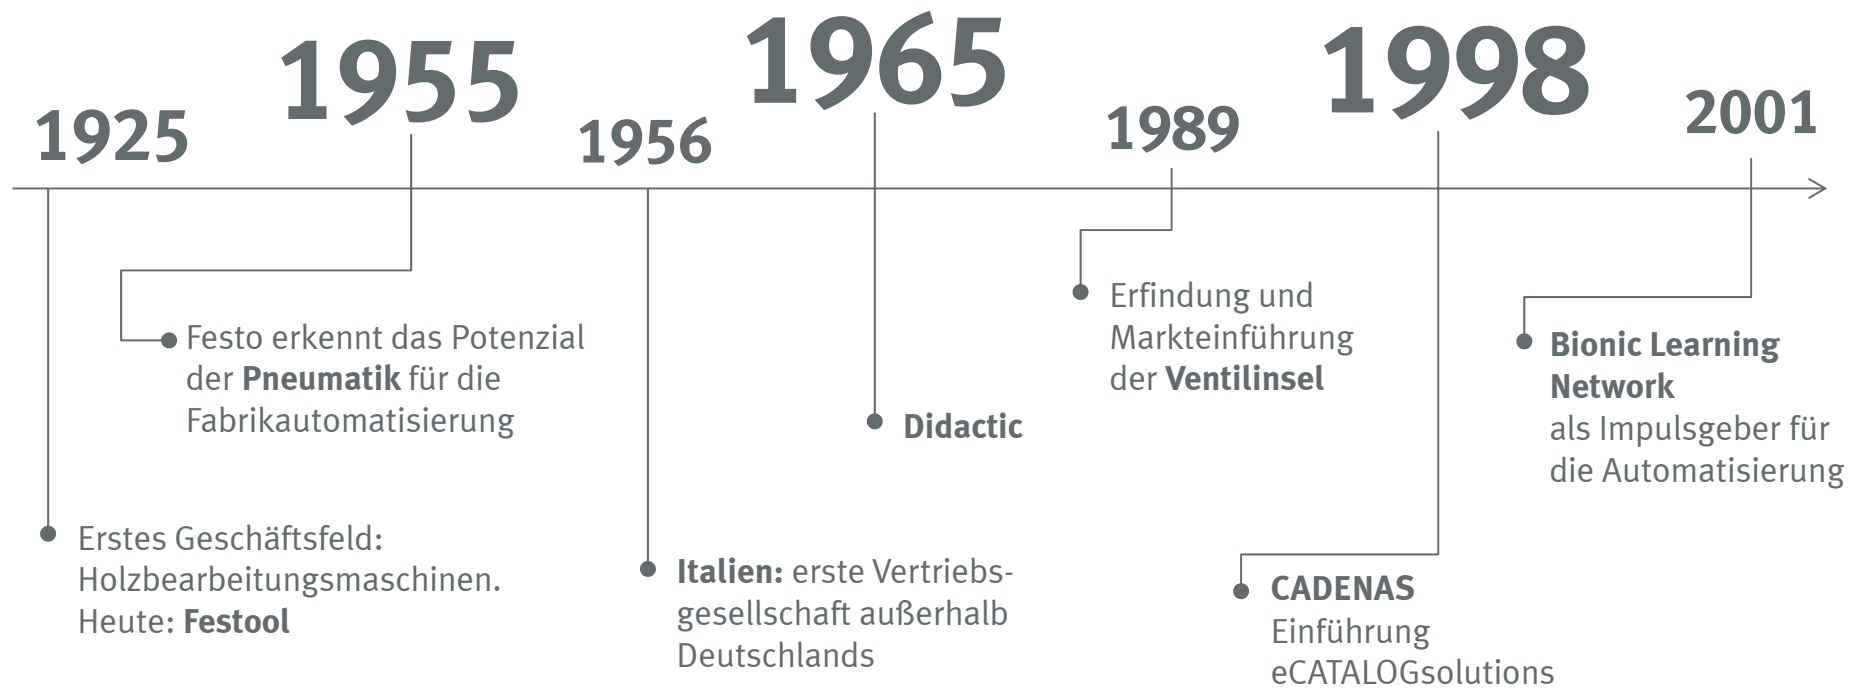 1925
1955
1956
1965
1989
1998
2001
Festo erkennt das Potenzial
der Pneumatik für die
Fabrikautomatisierung
Erstes Geschäftsfeld:
Holzbearbeitungsmaschinen.
Heute: Festool
Italien: erste Vertriebs-
gesellschaft außerhalb
Deutschlands
Didactic
Erfindung und
Markteinführung
der Ventilinsel
CADENAS
Einführung
eCATALOGsolutions
Bionic Learning
Network
als Impulsgeber für
die Automatisierung